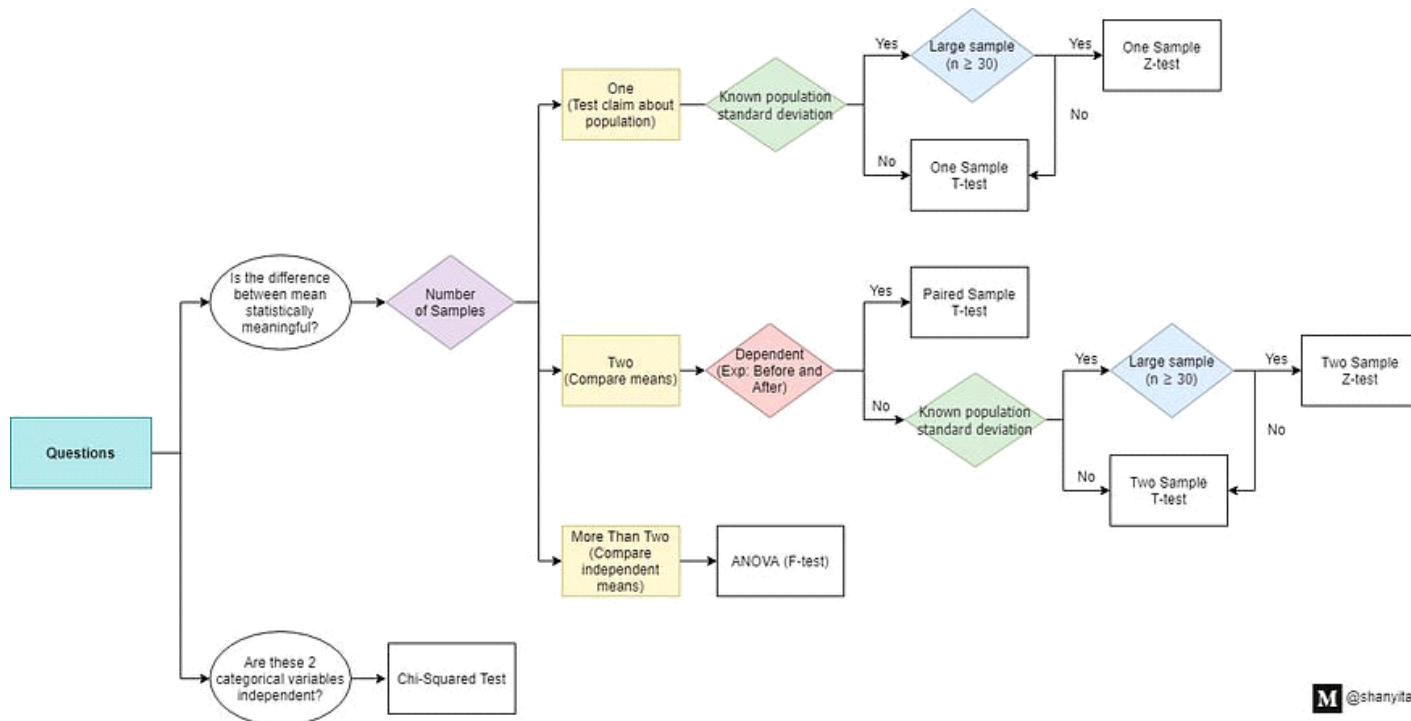 Questions
Is the difference
between mean
statistically
meaningful?
Number
of Samples
One
(Test claim about
population)
Known population
standard deviation
Yes
Large sample
(n ≥ 30)
Yes
One Sample
Z-test
No
No
One Sample
T-test
Two
(Compare means)
Dependent
(Exp: Before and
After)
Yes
Paired Sample
T-test
No
Known population
standard deviation
Yes
Large sample
(n ≥ 30)
Yes
Two Sample
Z-test
No
No
Two Sample
T-test
More Than Two
(Compare
independent
means)
ANOVA (F-test)
Are these 2
categorical variables
independent?
Chi-Squared Test
M @shanyita